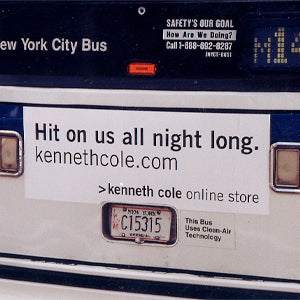 SAFETY'S OUR GOAL
New York City Bus
How Are We Doing?
Call 1-888-692-8287
Hit on us all night long.
kennethcole.com
>kenneth cole online store
NEW YORK
C15315
This Bus
Uses Clean-Air
Technology